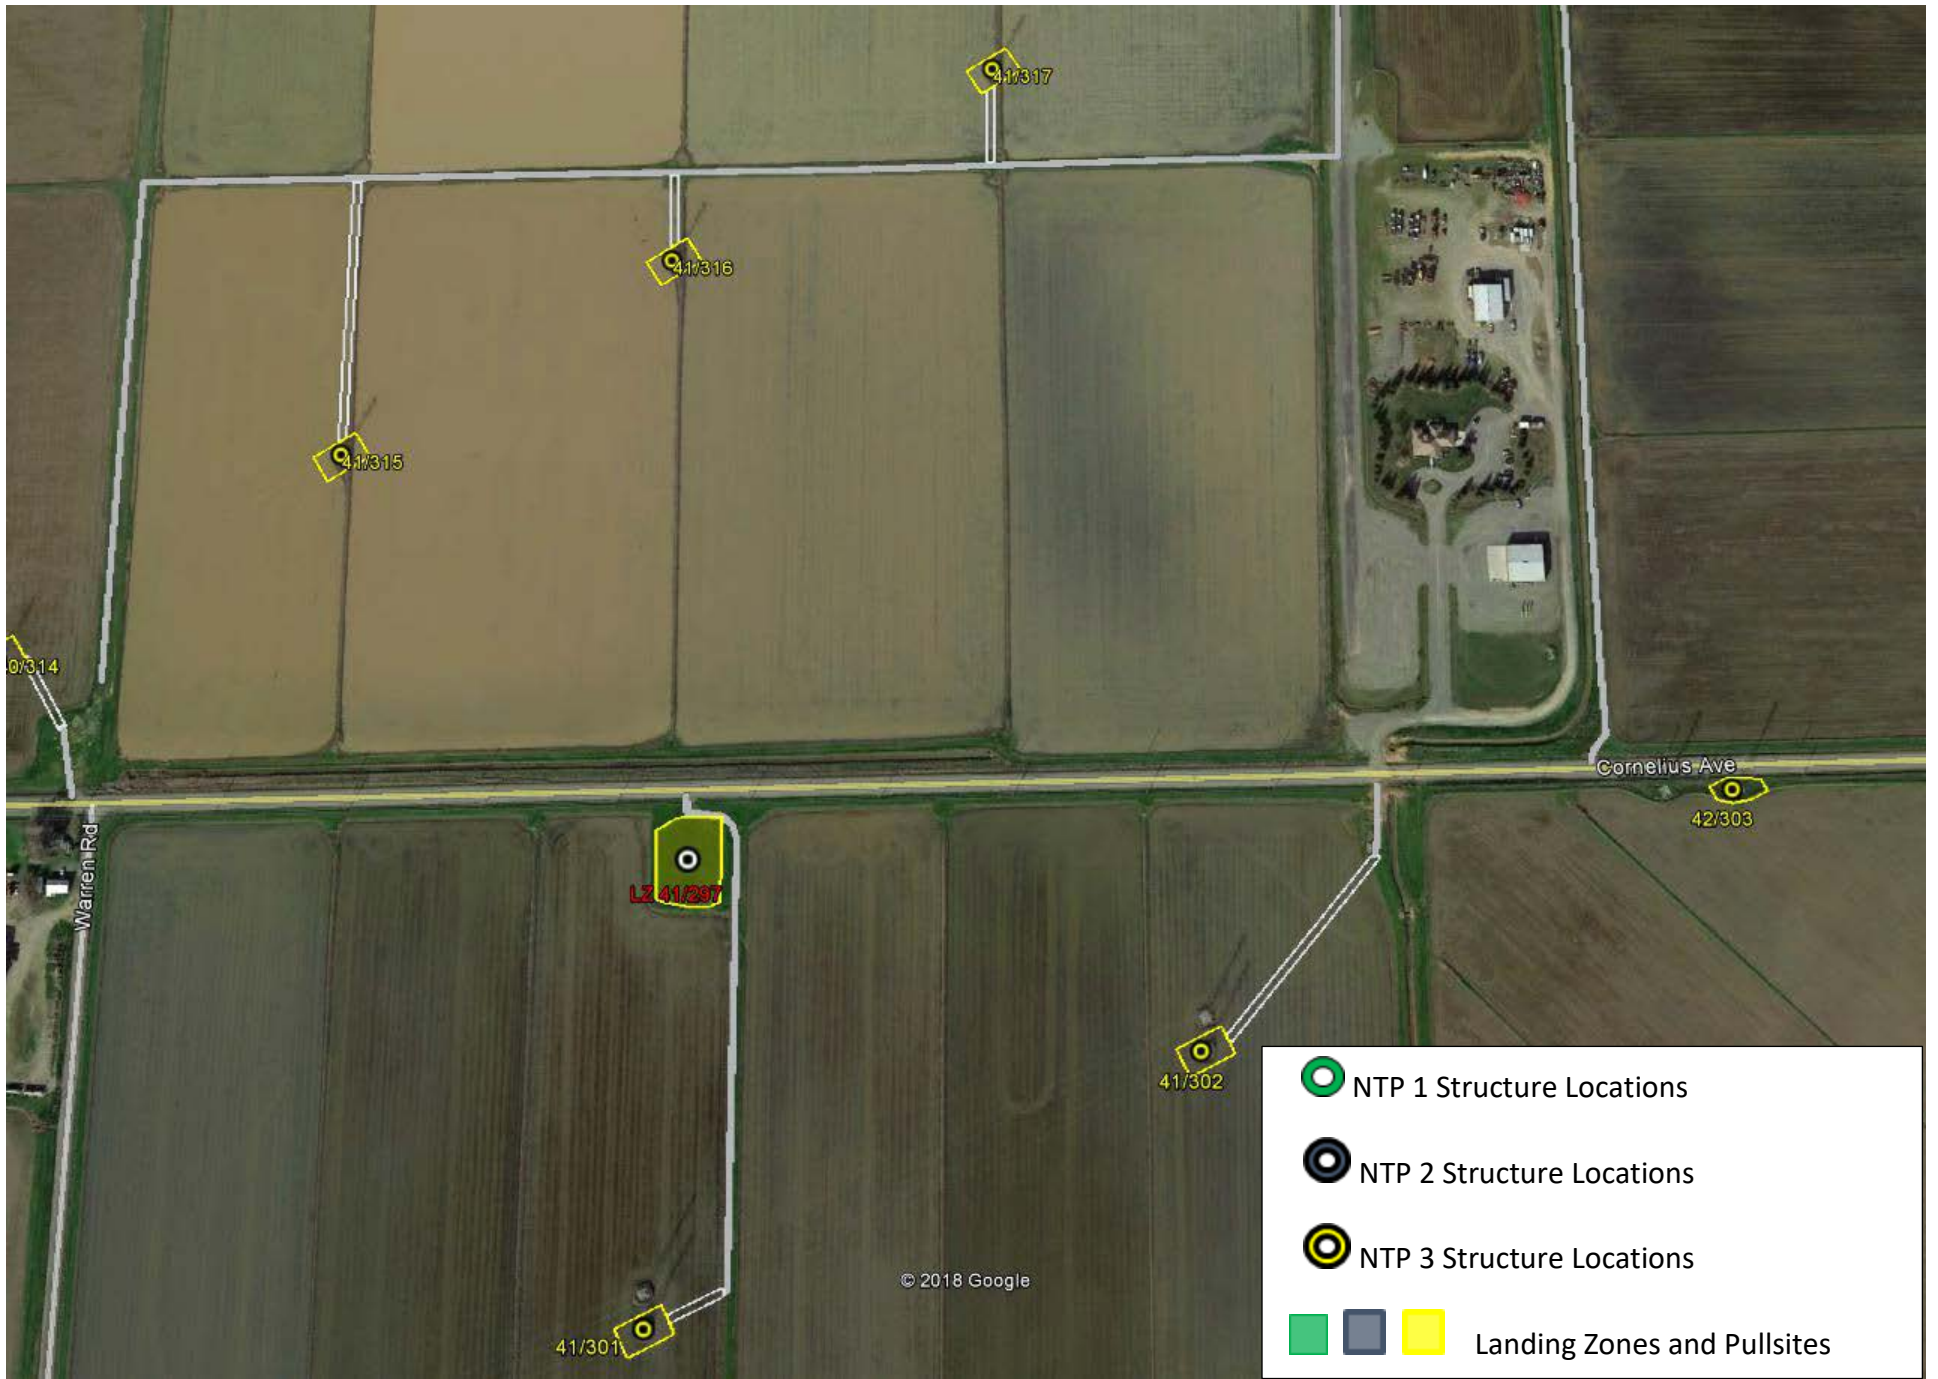 41/317
41/316
41/315
0/314
Cornelius Ave
42/303
Warren Rd
LZ 41/297
41/302
41/301
© 2018 Google
NTP 1 Structure Locations
NTP 2 Structure Locations
NTP 3 Structure Locations
Landing Zones and Pullsites